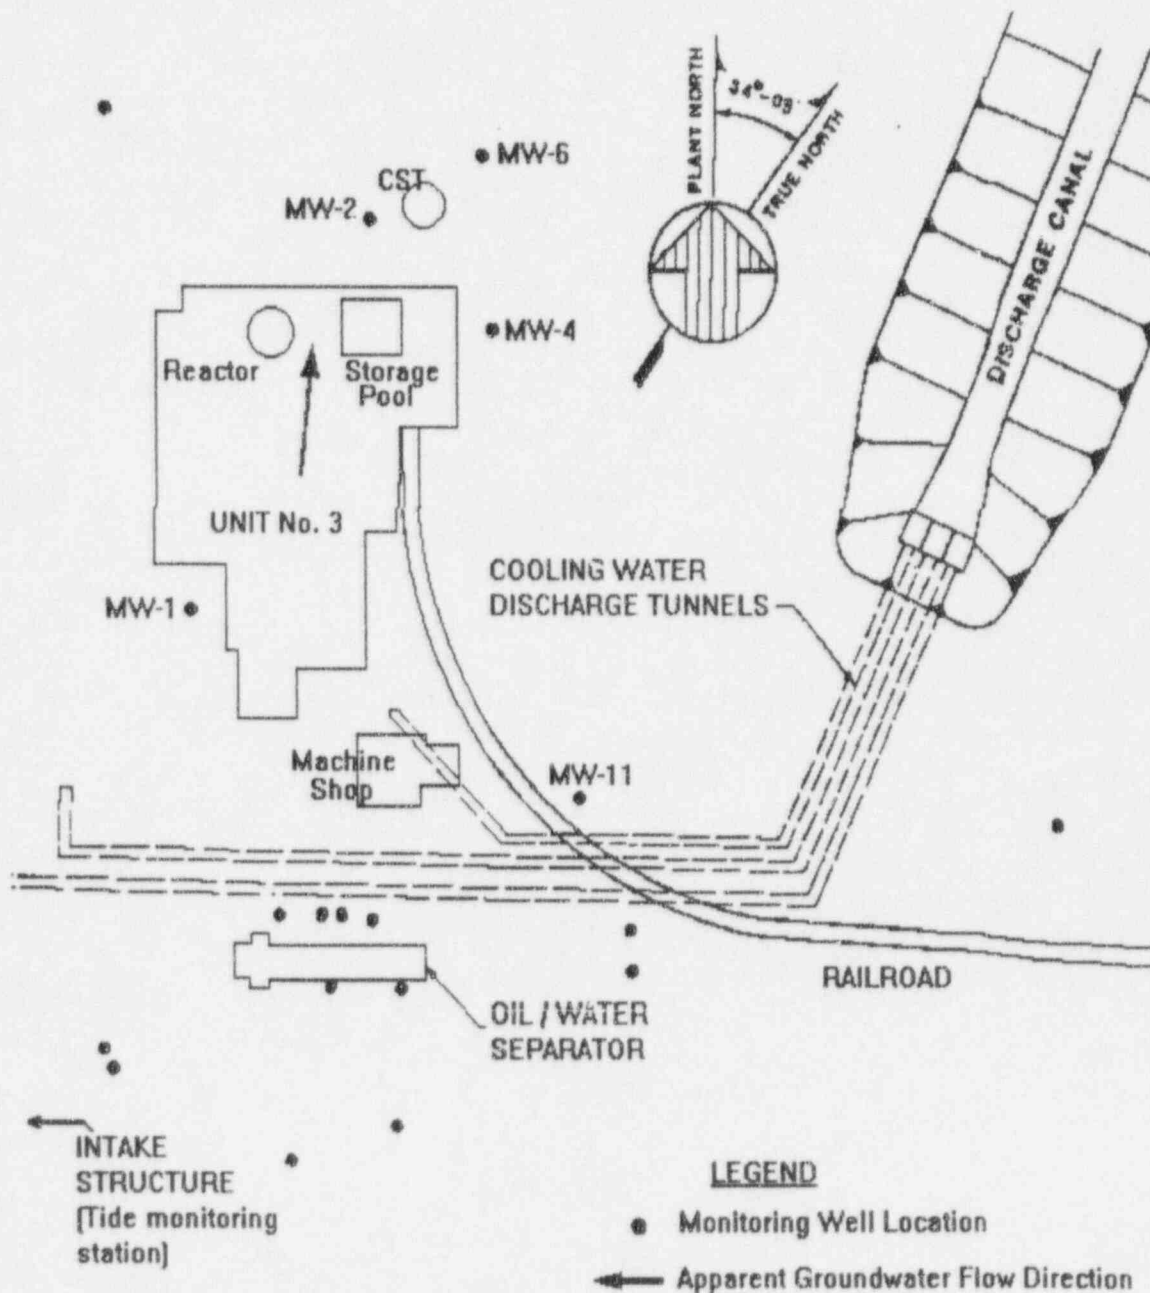 MW-6
CST
MW-2
PLANT NORTH
34°-03'
TRUE NORTH
DISCHARGE CANAL
MW-4
Reactor
Storage
Pool
UNIT No. 3
COOLING WATER
DISCHARGE TUNNELS
MW-1
Machine
Shop
MW-11
RAILROAD
OIL / WATER
SEPARATOR
INTAKE
STRUCTURE
[Tide monitoring
station]
LEGEND
Monitoring Well Location
Apparent Groundwater Flow Direction